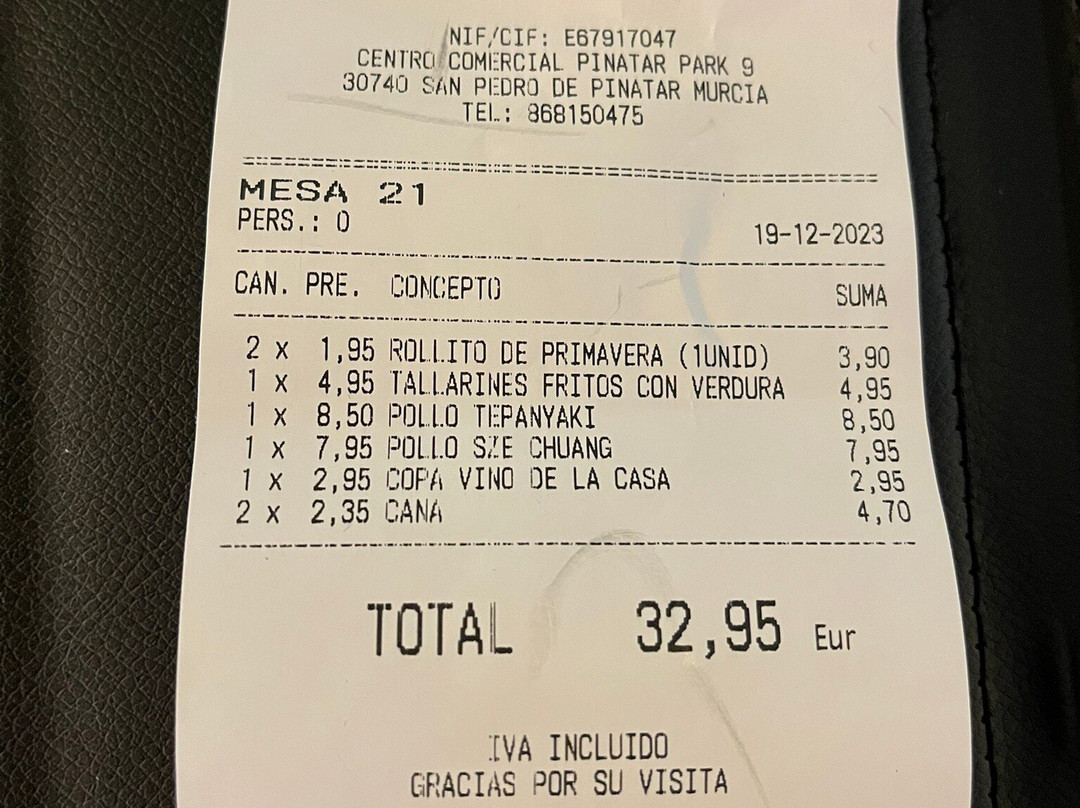 NIF/CIF: E67917047
CENTRO COMERCIAL PINATAR PARK 9
30740 SAN PEDRO DE PINATAR MURCIA
TEL: 868150475
MESA 21
PERS.: 0
19-12-2023
CAN. PRE. CONCEPTO SUMA
2 x 1,95 ROLLITO DE PRIMAVERA (1UNID) 3,90
1 x 4,95 TALLARINES FRITOS CON VERDURA 4,95
1 x 8,50 POLLO TEPANYAKI 8,50
1 x 7,95 POLLO SZE CHUANG 7,95
1 x 2,95 COPA VINO DE LA CASA 2,95
2 x 2,35 CANA 4,70
TOTAL 32,95 Eur
IVA INCLUIDO
GRACIAS POR SU VISITA